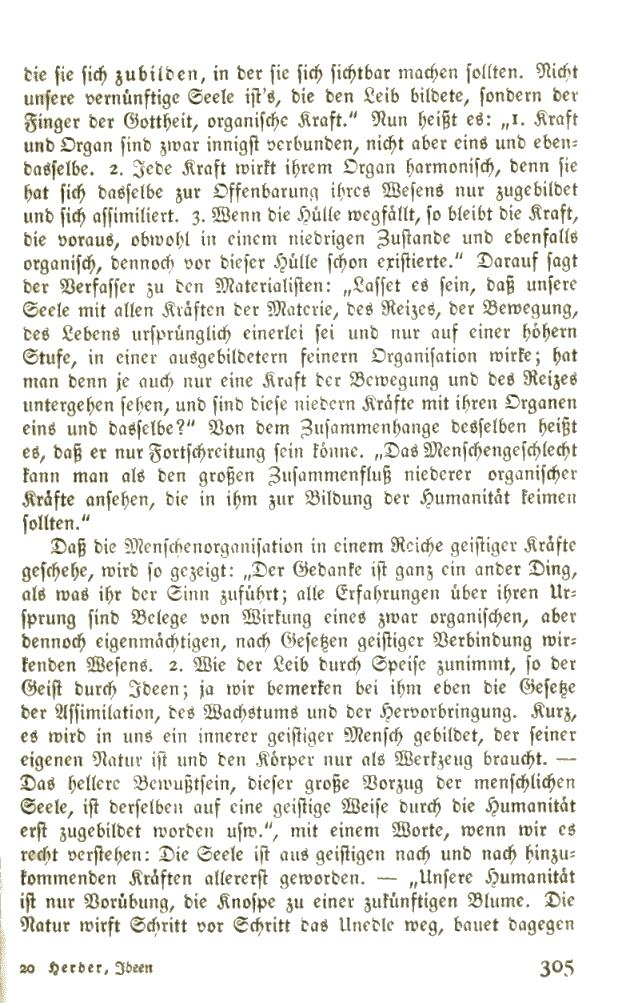 die sie sich zubilden, in der sie sich sichtbar machen sollten. Nicht
unsere vernünftige Seele ist's, die den Leib bildete, sondern der
Finger der Gottheit, organische Kraft.“ Nun heißt es: „1. Kraft
und Organ sind zwar innigst verbunden, nicht aber eins und eben-
dasselbe. 2. Jede Kraft wirkt ihrem Organ harmonisch, denn sie
hat sich dasselbe zur Offenbarung ihres Wesens nur zugebildet
und sich assimiliert. 3. Wenn die Hülle wegfällt, so bleibt die Kraft,
die voraus, obwohl in einem niedrigen Zustande und ebenfalls
organisch, dennoch vor dieser Hülle schon existierte.“ Darauf sagt
der Verfasser zu den Materialisten: „Lasset es sein, daß unsere
Seele mit allen Kräften der Materie, des Reizes, der Bewegung,
des Lebens ursprünglich einerlei sei und nur auf einer höhern
Stufe, in einer ausgebildetern feinern Organisation wirke; hat
man denn je auch nur eine Kraft der Bewegung und des Reizes
untergehen sehen, und sind diese niedern Kräfte mit ihren Organen
eins und dasselbe?“ Von dem Zusammenhange desselben heißt
es, daß er nur Fortschreitung sein könne. „Das Menschengeschlecht
kann man als den großen Zusammenfluß niederer organischer
Kräfte ansehen, die in ihm zur Bildung der Humanität keimen
sollten.“
Daß die Menschenorganisation in einem Reiche geistiger Kräfte
geschehe, wird so gezeigt: „Der Gedanke ist ganz ein ander Ding,
als was ihr der Sinn zuführt; alle Erfahrungen über ihren Ur-
sprung sind Belege von Wirkung eines zwar organischen, aber
dennoch eigenmächtigen, nach Gesetzen geistiger Verbindung wir-
kenden Wesens. 2. Wie der Leib durch Speise zunimmt, so der
Geist durch Ideen; ja wir bemerken bei ihm eben die Gesetze
der Assimilation, des Wachstums und der Hervorbringung. Kurz,
es wird in uns ein innerer geistiger Mensch gebildet, der seiner
eigenen Natur ist und den Körper nur als Werkzeug braucht. —
Das hellere Bewußtsein, dieser große Vorzug der menschlichen
Seele, ist derselben auf eine geistige Weise durch die Humanität
erst zugebildet worden usw.“, mit einem Worte, wenn wir es
recht verstehen: Die Seele ist aus geistigen nach und nach hinzu-
kommenden Kräften allererst geworden. — „Unsere Humanität
ist nur Vorübung, die Knospe zu einer zukünftigen Blume. Die
Natur wirft Schritt vor Schritt das Unedle weg, bauet dagegen
20 Herder, Ideen
305